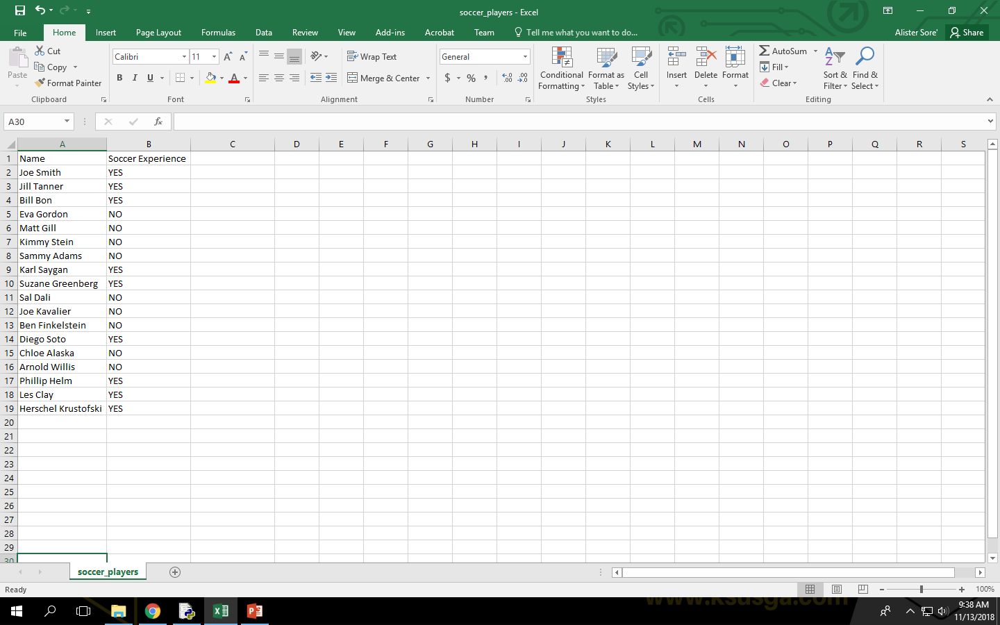 soccer_players - Excel
File Home Insert Page Layout Formulas Data Review View Add-ins Acrobat Team Tell me what you want to do... Alister Sore' Share
Paste
Cut
Copy
Format Painter
Clipboard
Calibri 11
B I U
Font
Wrap Text
Merge & Center
Alignment
General
$ % ,
Number
Conditional Formatting
Format as Table
Cell Styles
Styles
Insert Delete Format
Cells
AutoSum
Fill
Clear
Sort & Filter
Find & Select
Editing
A30 fx
A B C D E F G H I J K L M N O P Q R S
1 Name Soccer Experience
2 Joe Smith YES
3 Jill Tanner YES
4 Bill Bon YES
5 Eva Gordon NO
6 Matt Gill NO
7 Kimmy Stein NO
8 Sammy Adams NO
9 Karl Saygan YES
10 Suzane Greenberg YES
11 Sal Dali NO
12 Joe Kavalier NO
13 Ben Finkelstein NO
14 Diego Soto YES
15 Chloe Alaska NO
16 Arnold Willis NO
17 Phillip Helm YES
18 Les Clay YES
19 Herschel Krustofski YES
20
21
22
23
24
25
26
27
28
29
30
soccer_players
Ready 100%
9:38 AM
11/13/2018